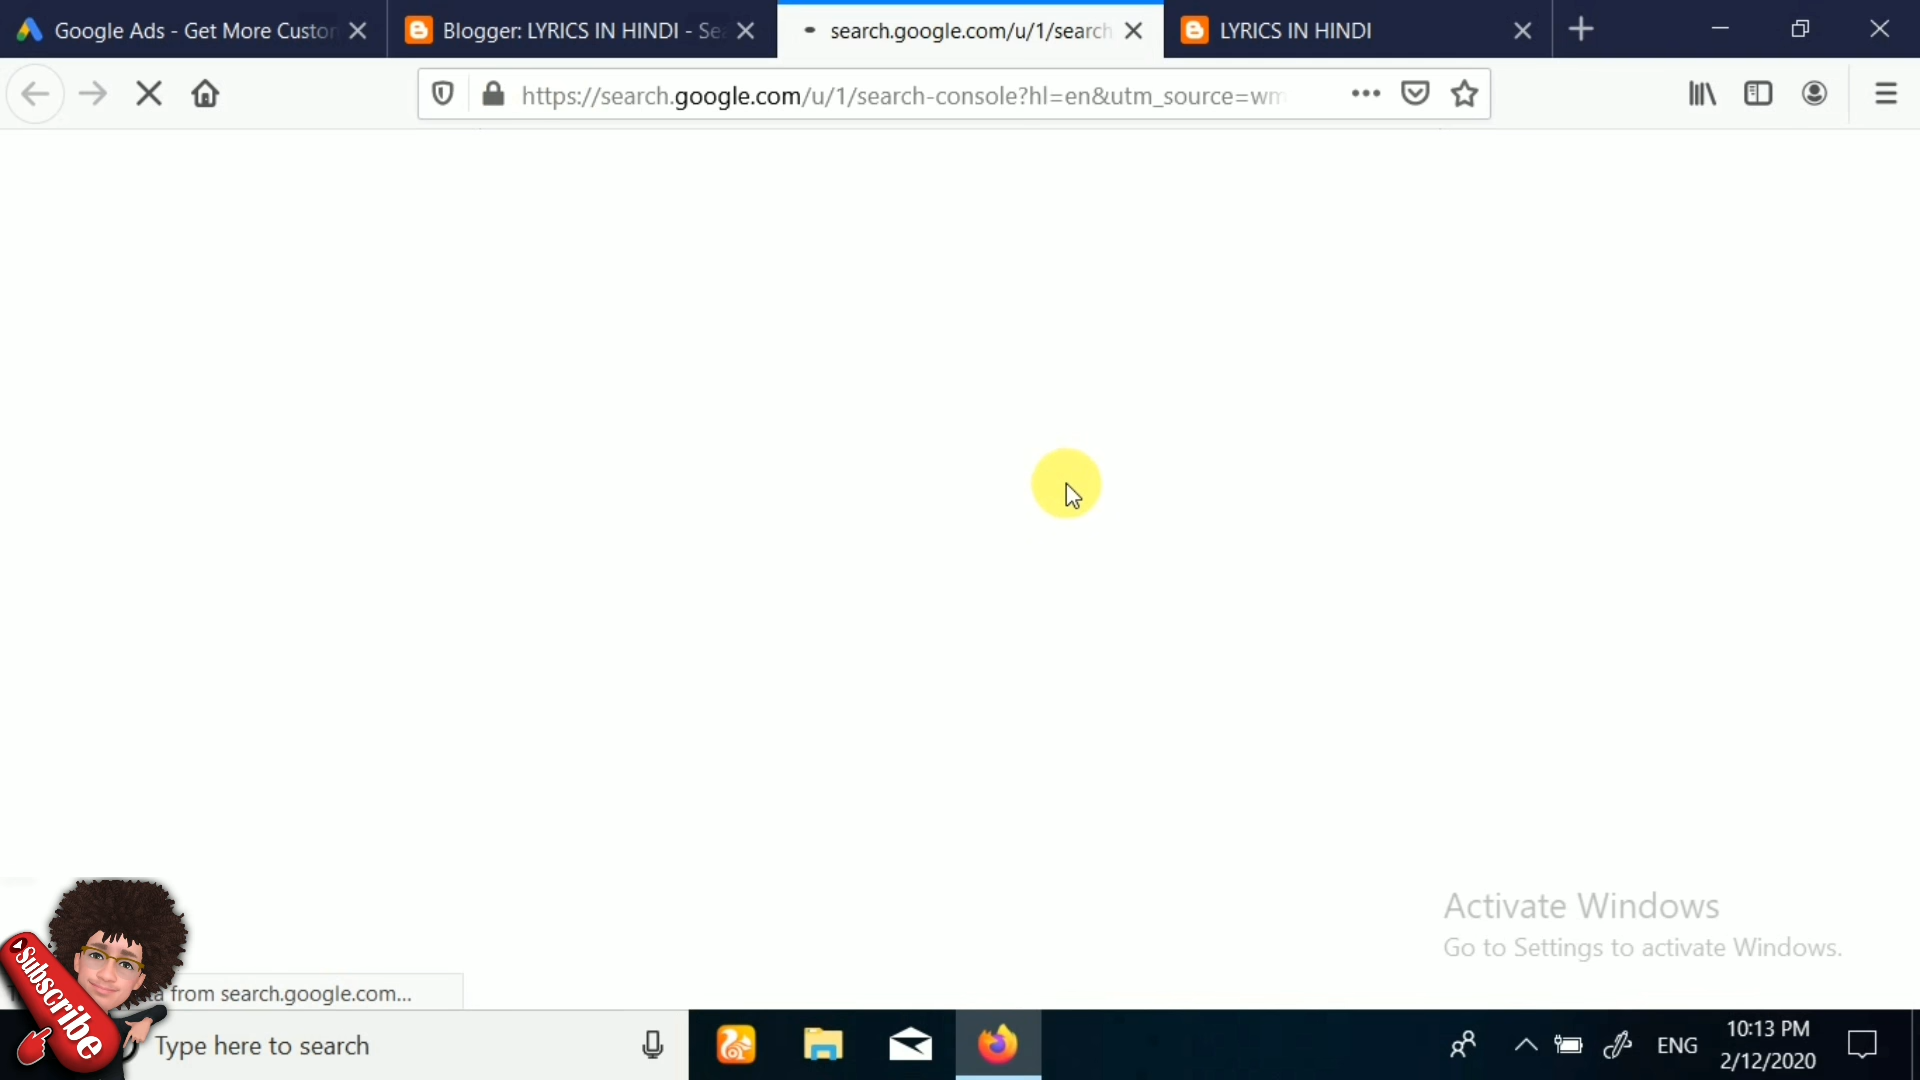 Google Ads - Get More Custor
Blogger: LYRICS IN HINDI - Se
search.google.com/u/1/search
LYRICS IN HINDI
https://search.google.com/u/1/search-console?hl=en&utm_source=wm
Activate Windows
Go to Settings to activate Windows.
from search.google.com...
Subscribe
Type here to search
ENG
10:13 PM
2/12/2020